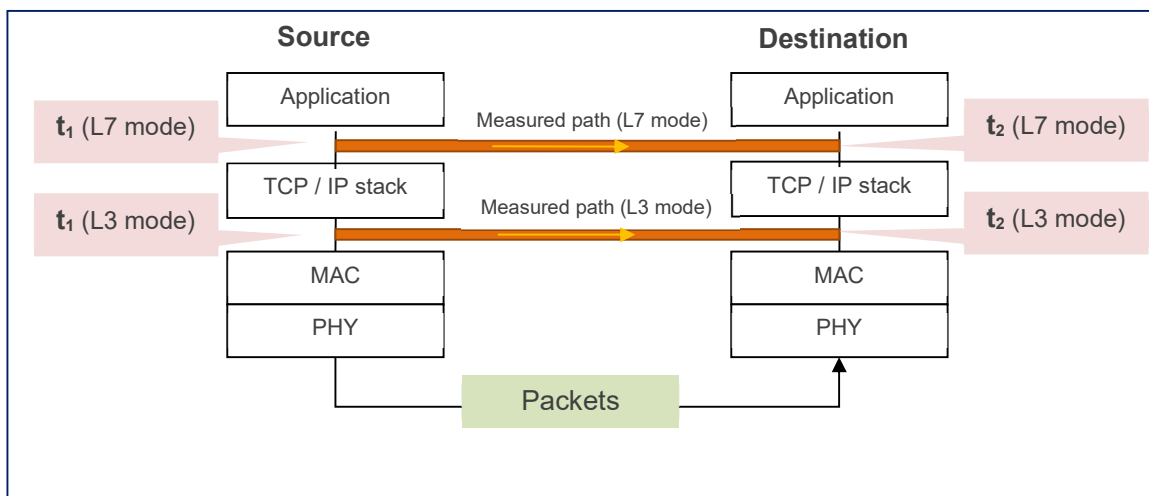 Source
Destination
Application
Application
t₁ (L7 mode)
Measured path (L7 mode)
t₂ (L7 mode)
TCP / IP stack
TCP / IP stack
t₁ (L3 mode)
Measured path (L3 mode)
t₂ (L3 mode)
MAC
MAC
PHY
PHY
Packets